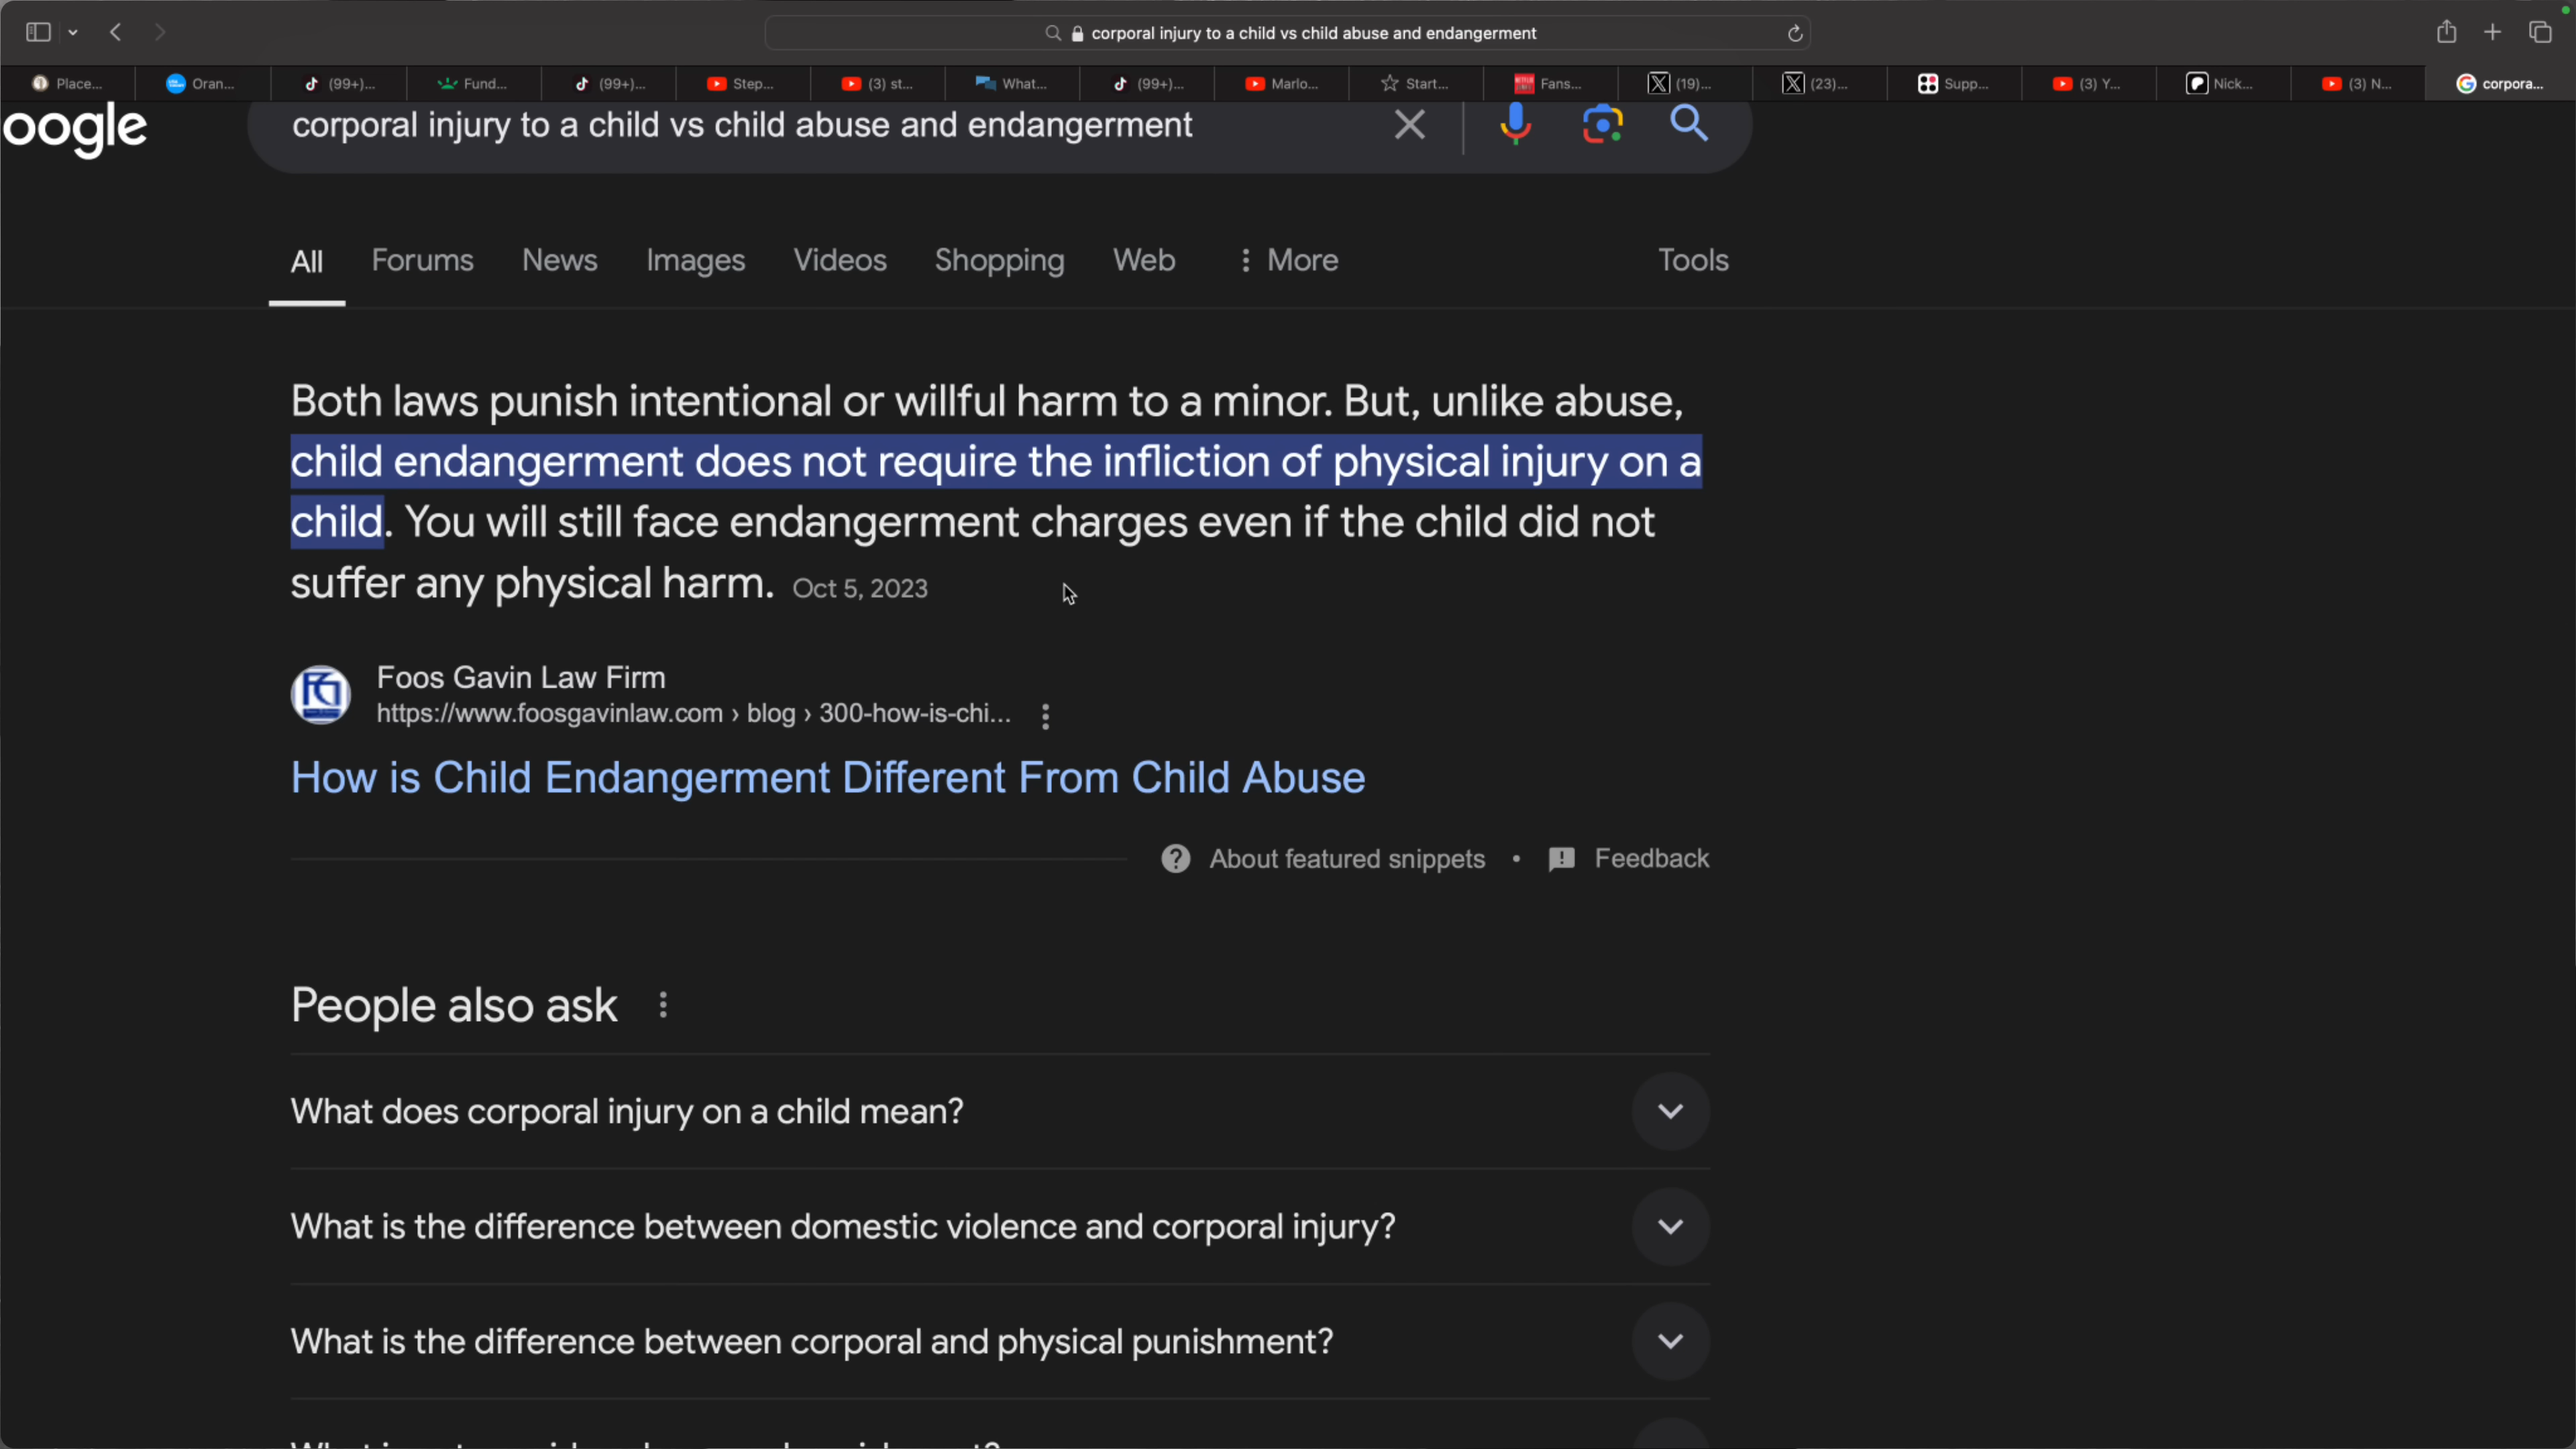 corporal injury to a child vs child abuse and endangerment
Place...
Oran...
(99+)...
Fund...
(99+)...
Step...
(3) st...
What...
(99+)...
Marlo...
Start...
Fans...
(19)...
(23)...
Supp...
(3) Y...
Nick...
(3) N...
corpora...
oogle
corporal injury to a child vs child abuse and endangerment
All
Forums
News
Images
Videos
Shopping
Web
More
Tools
Both laws punish intentional or willful harm to a minor. But, unlike abuse,
child endangerment does not require the infliction of physical injury on a
child. You will still face endangerment charges even if the child did not
suffer any physical harm. Oct 5, 2023
Foos Gavin Law Firm
https://www.foosgavinlaw.com › blog › 300-how-is-chi...
How is Child Endangerment Different From Child Abuse
About featured snippets • Feedback
People also ask
What does corporal injury on a child mean?
What is the difference between domestic violence and corporal injury?
What is the difference between corporal and physical punishment?